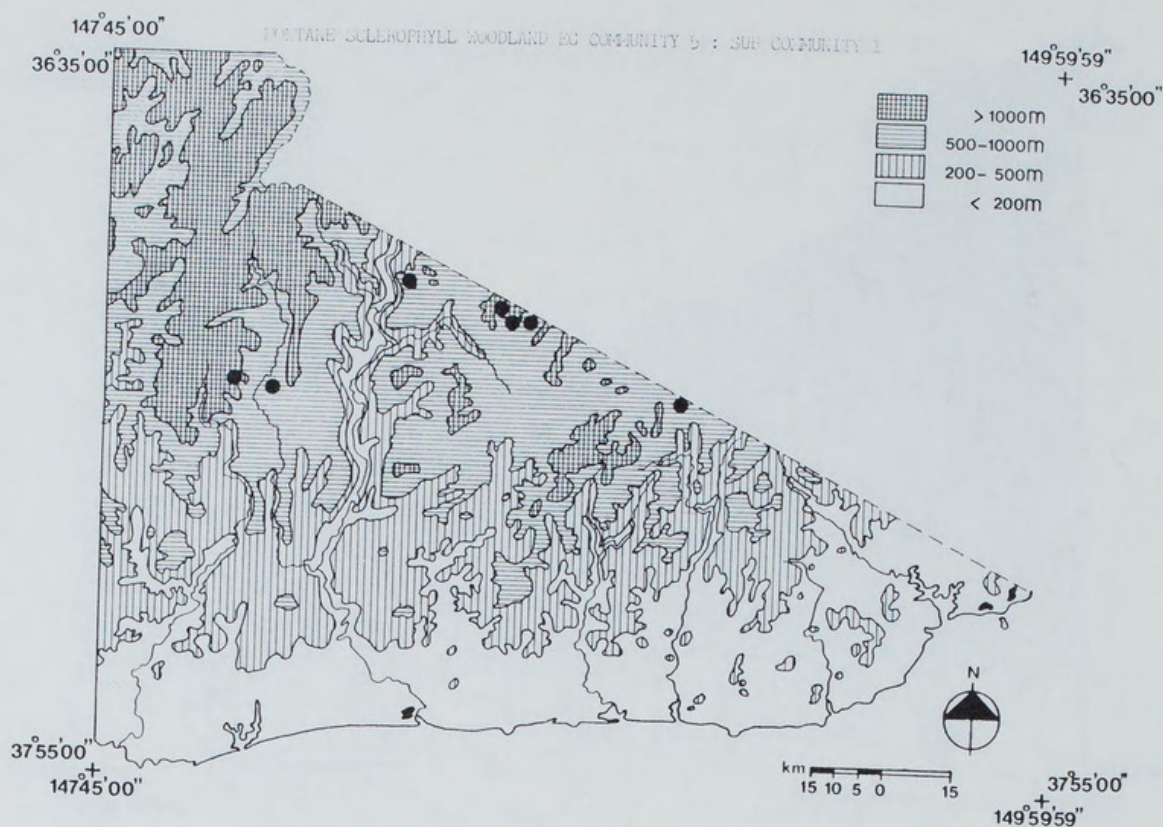 147°45'00"
MONTANE SCLEROPHYLL WOODLAND EG COMMUNITY 5 : SUB COMMUNITY 1
36°35'00"
149°59'59"
+ 36°35'00"
>1000m
500-1000m
200-500m
< 200m
N
37°55'00"
+
147°45'00"
km
15 10 5 0 15
37°55'00"
+
149°59'59"